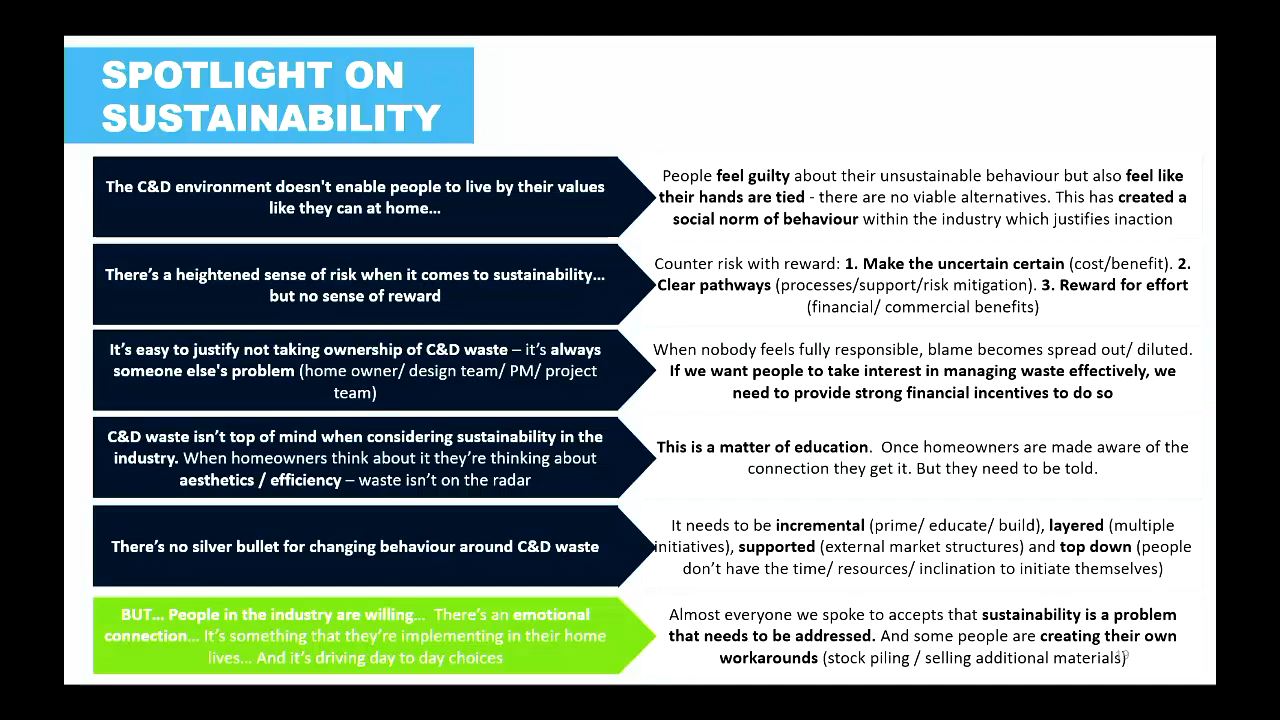 SPOTLIGHT ON
SUSTAINABILITY
The C&D environment doesn't enable people to live by their values
like they can at home…
People feel guilty about their unsustainable behaviour but also feel like
their hands are tied - there are no viable alternatives. This has created a
social norm of behaviour within the industry which justifies inaction
There's a heightened sense of risk when it comes to sustainability…
but no sense of reward
Counter risk with reward: 1. Make the uncertain certain (cost/benefit). 2.
Clear pathways (processes/support/risk mitigation). 3. Reward for effort
(financial/ commercial benefits)
It's easy to justify not taking ownership of C&D waste – it's always
someone else's problem (home owner/ design team/ PM/ project
team)
When nobody feels fully responsible, blame becomes spread out/ diluted.
If we want people to take interest in managing waste effectively, we
need to provide strong financial incentives to do so
C&D waste isn't top of mind when considering sustainability in the
industry. When homeowners think about it they're thinking about
aesthetics / efficiency – waste isn't on the radar
This is a matter of education.  Once homeowners are made aware of the
connection they get it. But they need to be told.
There's no silver bullet for changing behaviour around C&D waste
It needs to be incremental (prime/ educate/ build), layered (multiple
initiatives), supported (external market structures) and top down (people
don't have the time/ resources/ inclination to initiate themselves)
BUT… People in the industry are willing…  There's an emotional
connection… It's something that they're implementing in their home
lives… And it's driving day to day choices
Almost everyone we spoke to accepts that sustainability is a problem
that needs to be addressed. And some people are creating their own
workarounds (stock piling / selling additional materials)
19